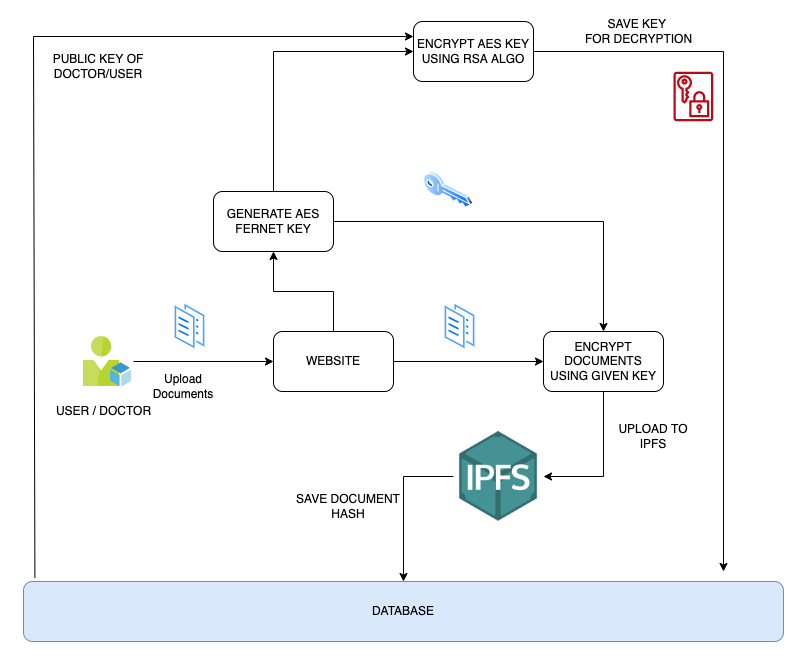 SAVE KEY
FOR DECRYPTION
ENCRYPT AES KEY
USING RSA ALGO
PUBLIC KEY OF
DOCTOR/USER
GENERATE AES
FERNET KEY
WEBSITE
ENCRYPT
DOCUMENTS
USING GIVEN KEY
Upload
Documents
USER / DOCTOR
UPLOAD TO
IPFS
IPFS
SAVE DOCUMENT
HASH
DATABASE